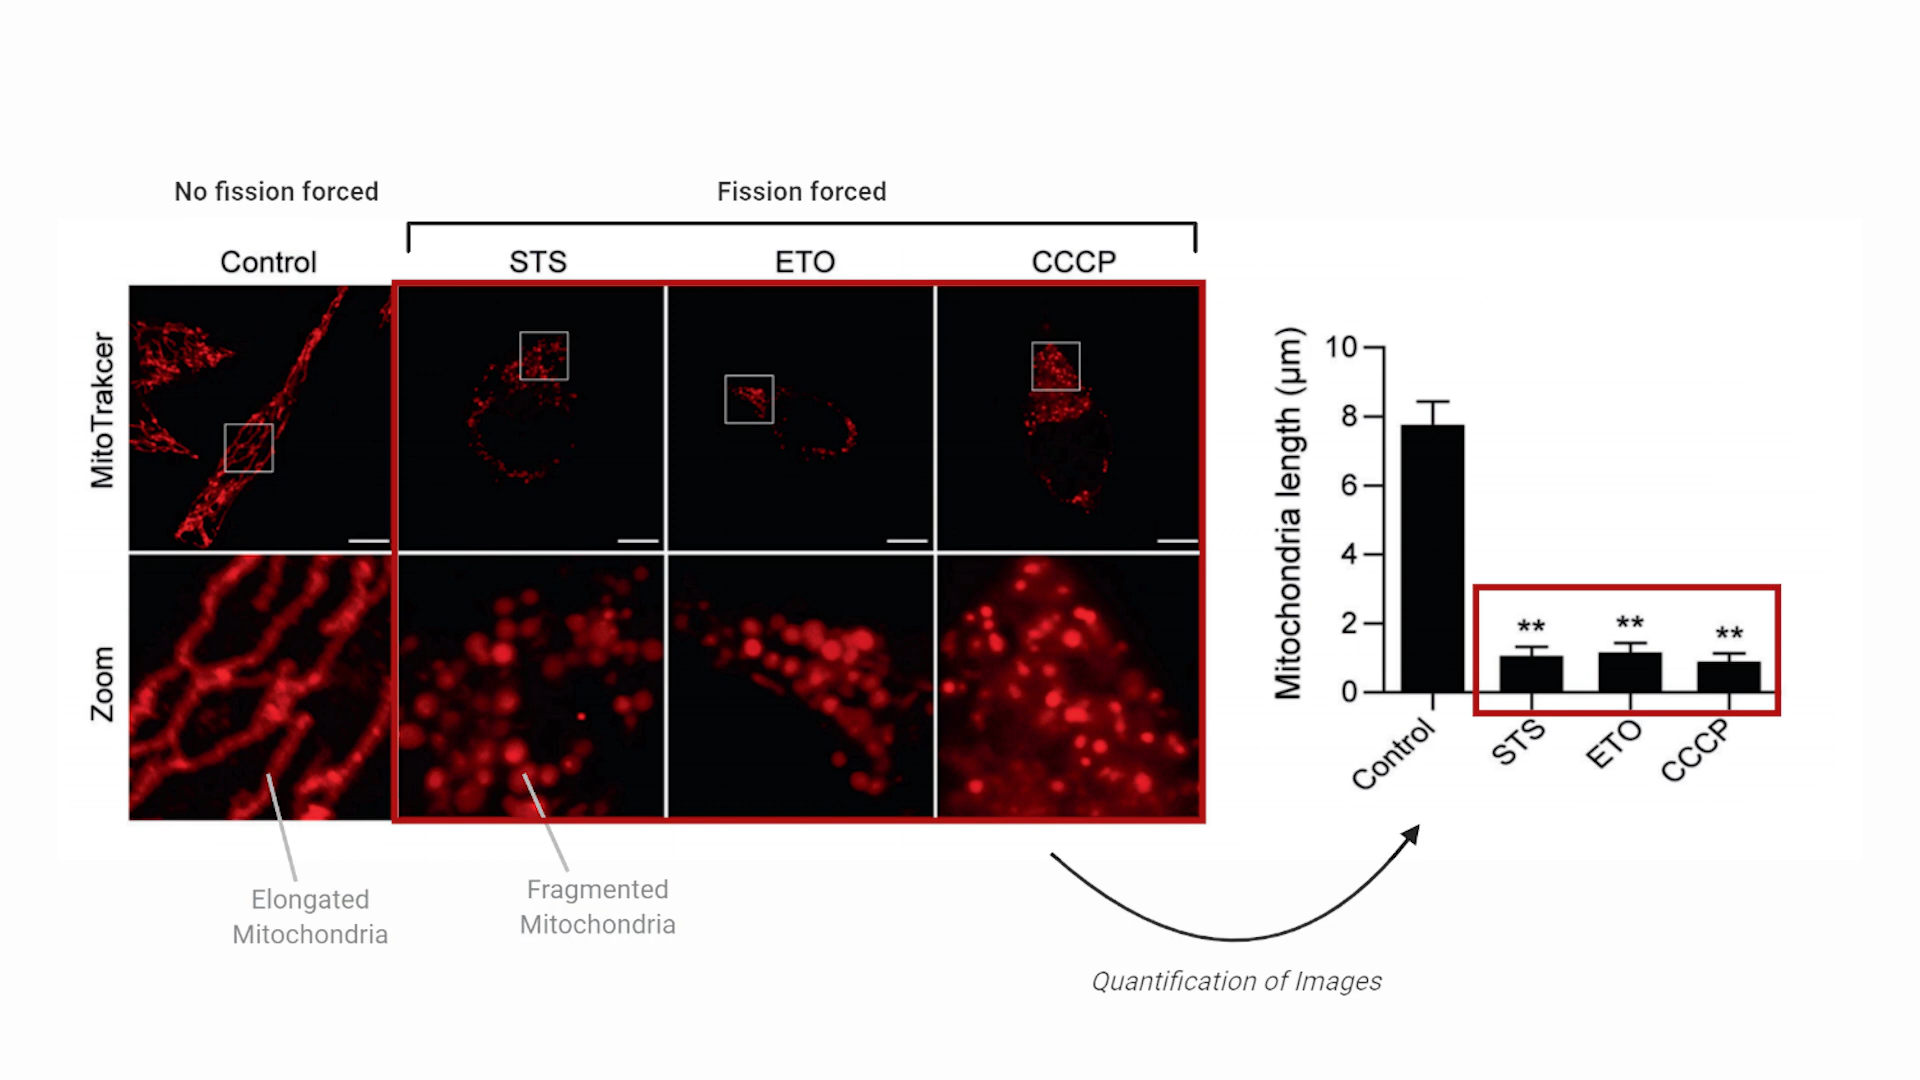 No fission forced
Fission forced
Control
STS
ETO
CCCP
MitoTrakcer
Zoom
Elongated
Mitochondria
Fragmented
Mitochondria
Mitochondria length (µm)
10
8
6
4
2
0
**
**
**
Control
STS
ETO
CCCP
Quantification of Images